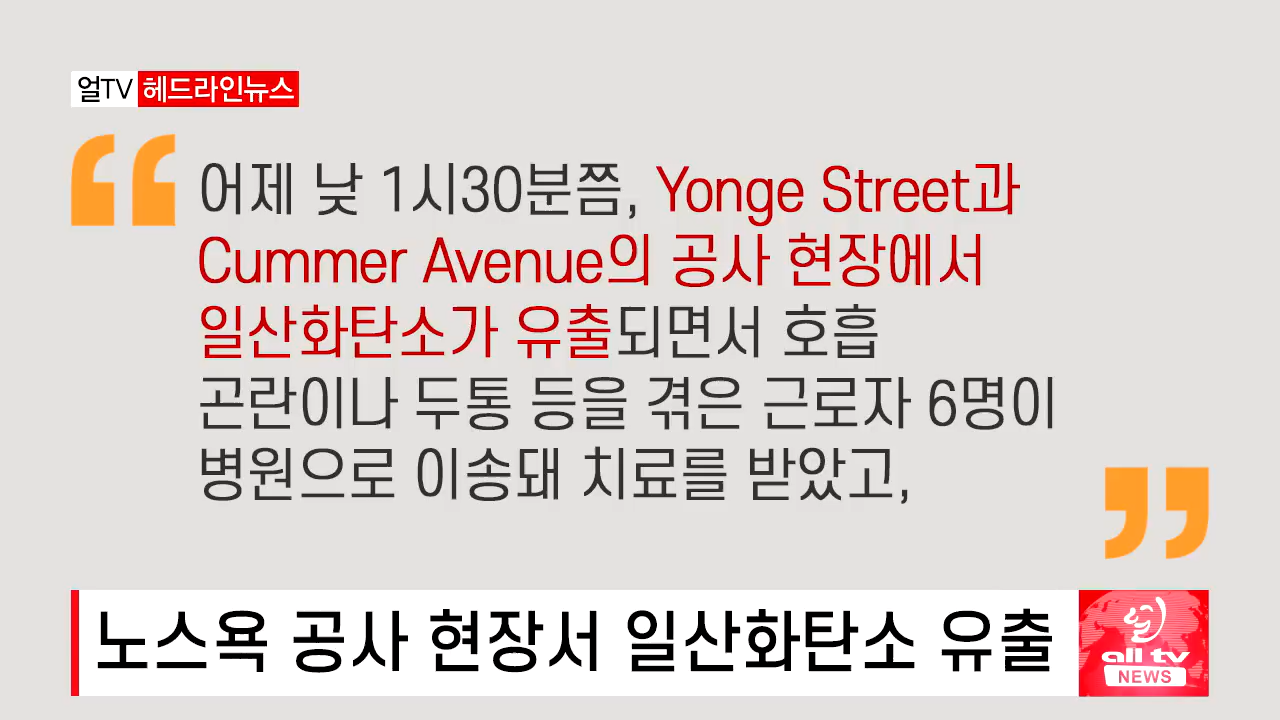 얼TV 헤드라인뉴스
어제 낮 1시30분쯤, Yonge Street과
Cummer Avenue의 공사 현장에서
일산화탄소가 유출되면서 호흡
곤란이나 두통 등을 겪은 근로자 6명이
병원으로 이송돼 치료를 받았고,
노스욕 공사 현장서 일산화탄소 유출
얼
all tv
NEWS